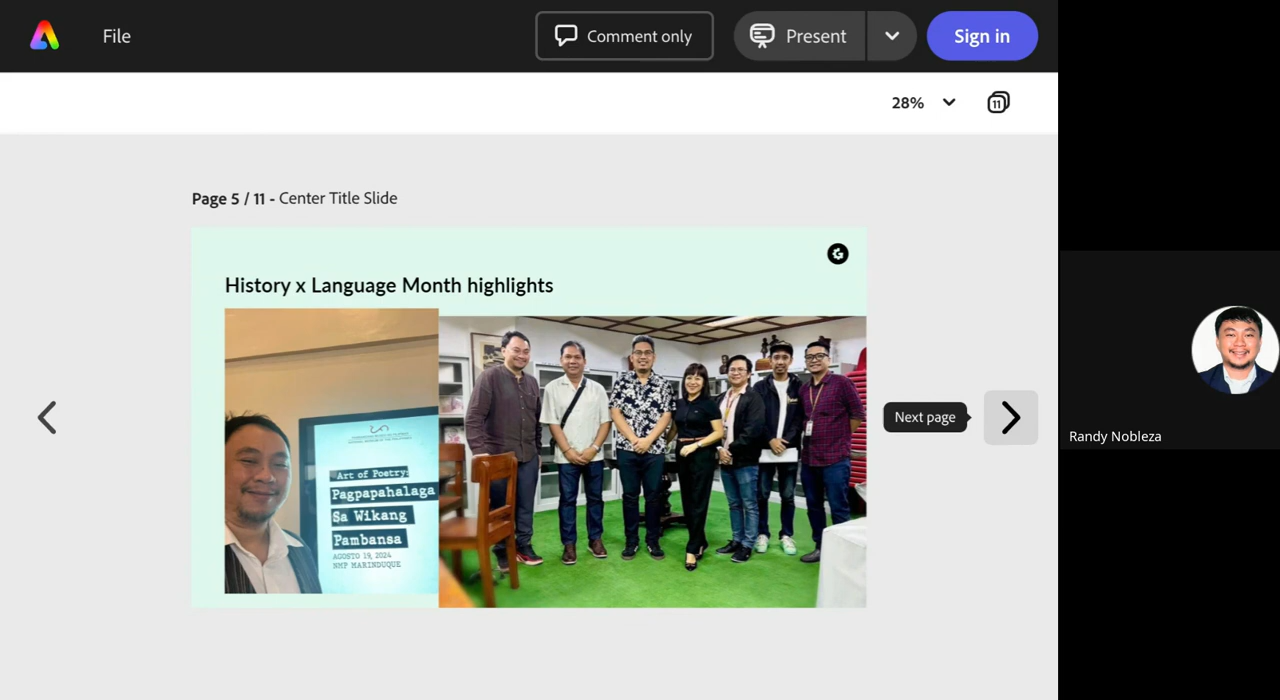 File
Comment only
Present
Sign in
28%
11
Page 5 / 11 - Center Title Slide
G
History x Language Month highlights
Art of Poetry:
Pagpapahalaga
Sa Wikang
Pambansa
AGOSTO 19, 2024
NMP MARINDUQUE
Next page
Randy Nobleza